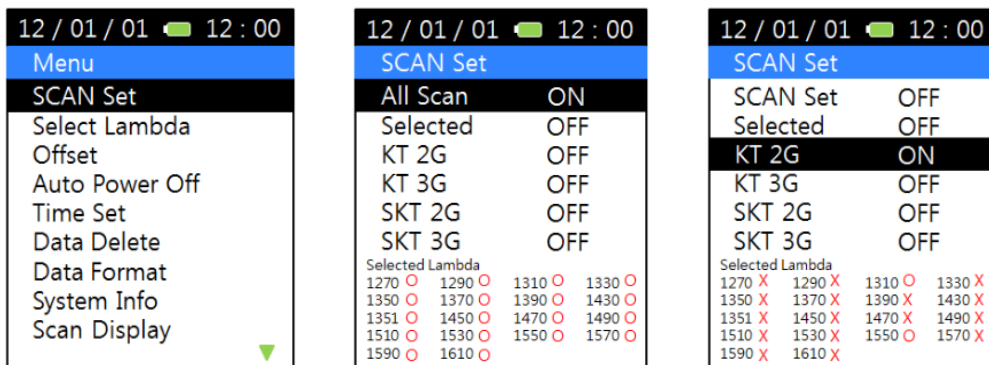 12 / 01 / 01 12 : 00
Menu
SCAN Set
Select Lambda
Offset
Auto Power Off
Time Set
Data Delete
Data Format
System Info
Scan Display
12 / 01 / 01 12 : 00
SCAN Set
All Scan ON
Selected OFF
KT 2G OFF
KT 3G OFF
SKT 2G OFF
SKT 3G OFF
Selected Lambda
1270 O 1290 O 1310 O 1330 O
1350 O 1370 O 1390 O 1430 O
1351 O 1450 O 1470 O 1490 O
1510 O 1530 O 1550 O 1570 O
1590 O 1610 O
12 / 01 / 01 12 : 00
SCAN Set
SCAN Set OFF
Selected OFF
KT 2G ON
KT 3G OFF
SKT 2G OFF
SKT 3G OFF
Selected Lambda
1270 X 1290 X 1310 O 1330 X
1350 X 1370 X 1390 X 1430 X
1351 X 1450 X 1470 X 1490 X
1510 X 1530 X 1550 O 1570 X
1590 X 1610 X